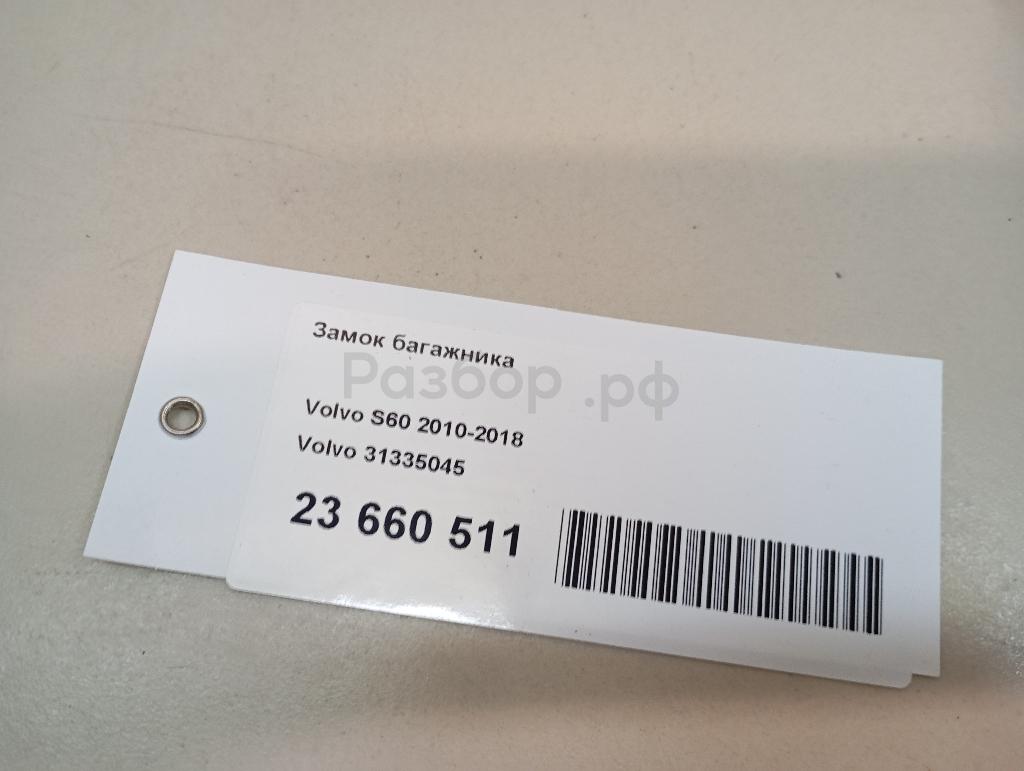 Замок багажника
Разбор.рф
Volvo S60 2010-2018
Volvo 31335045
23 660 511